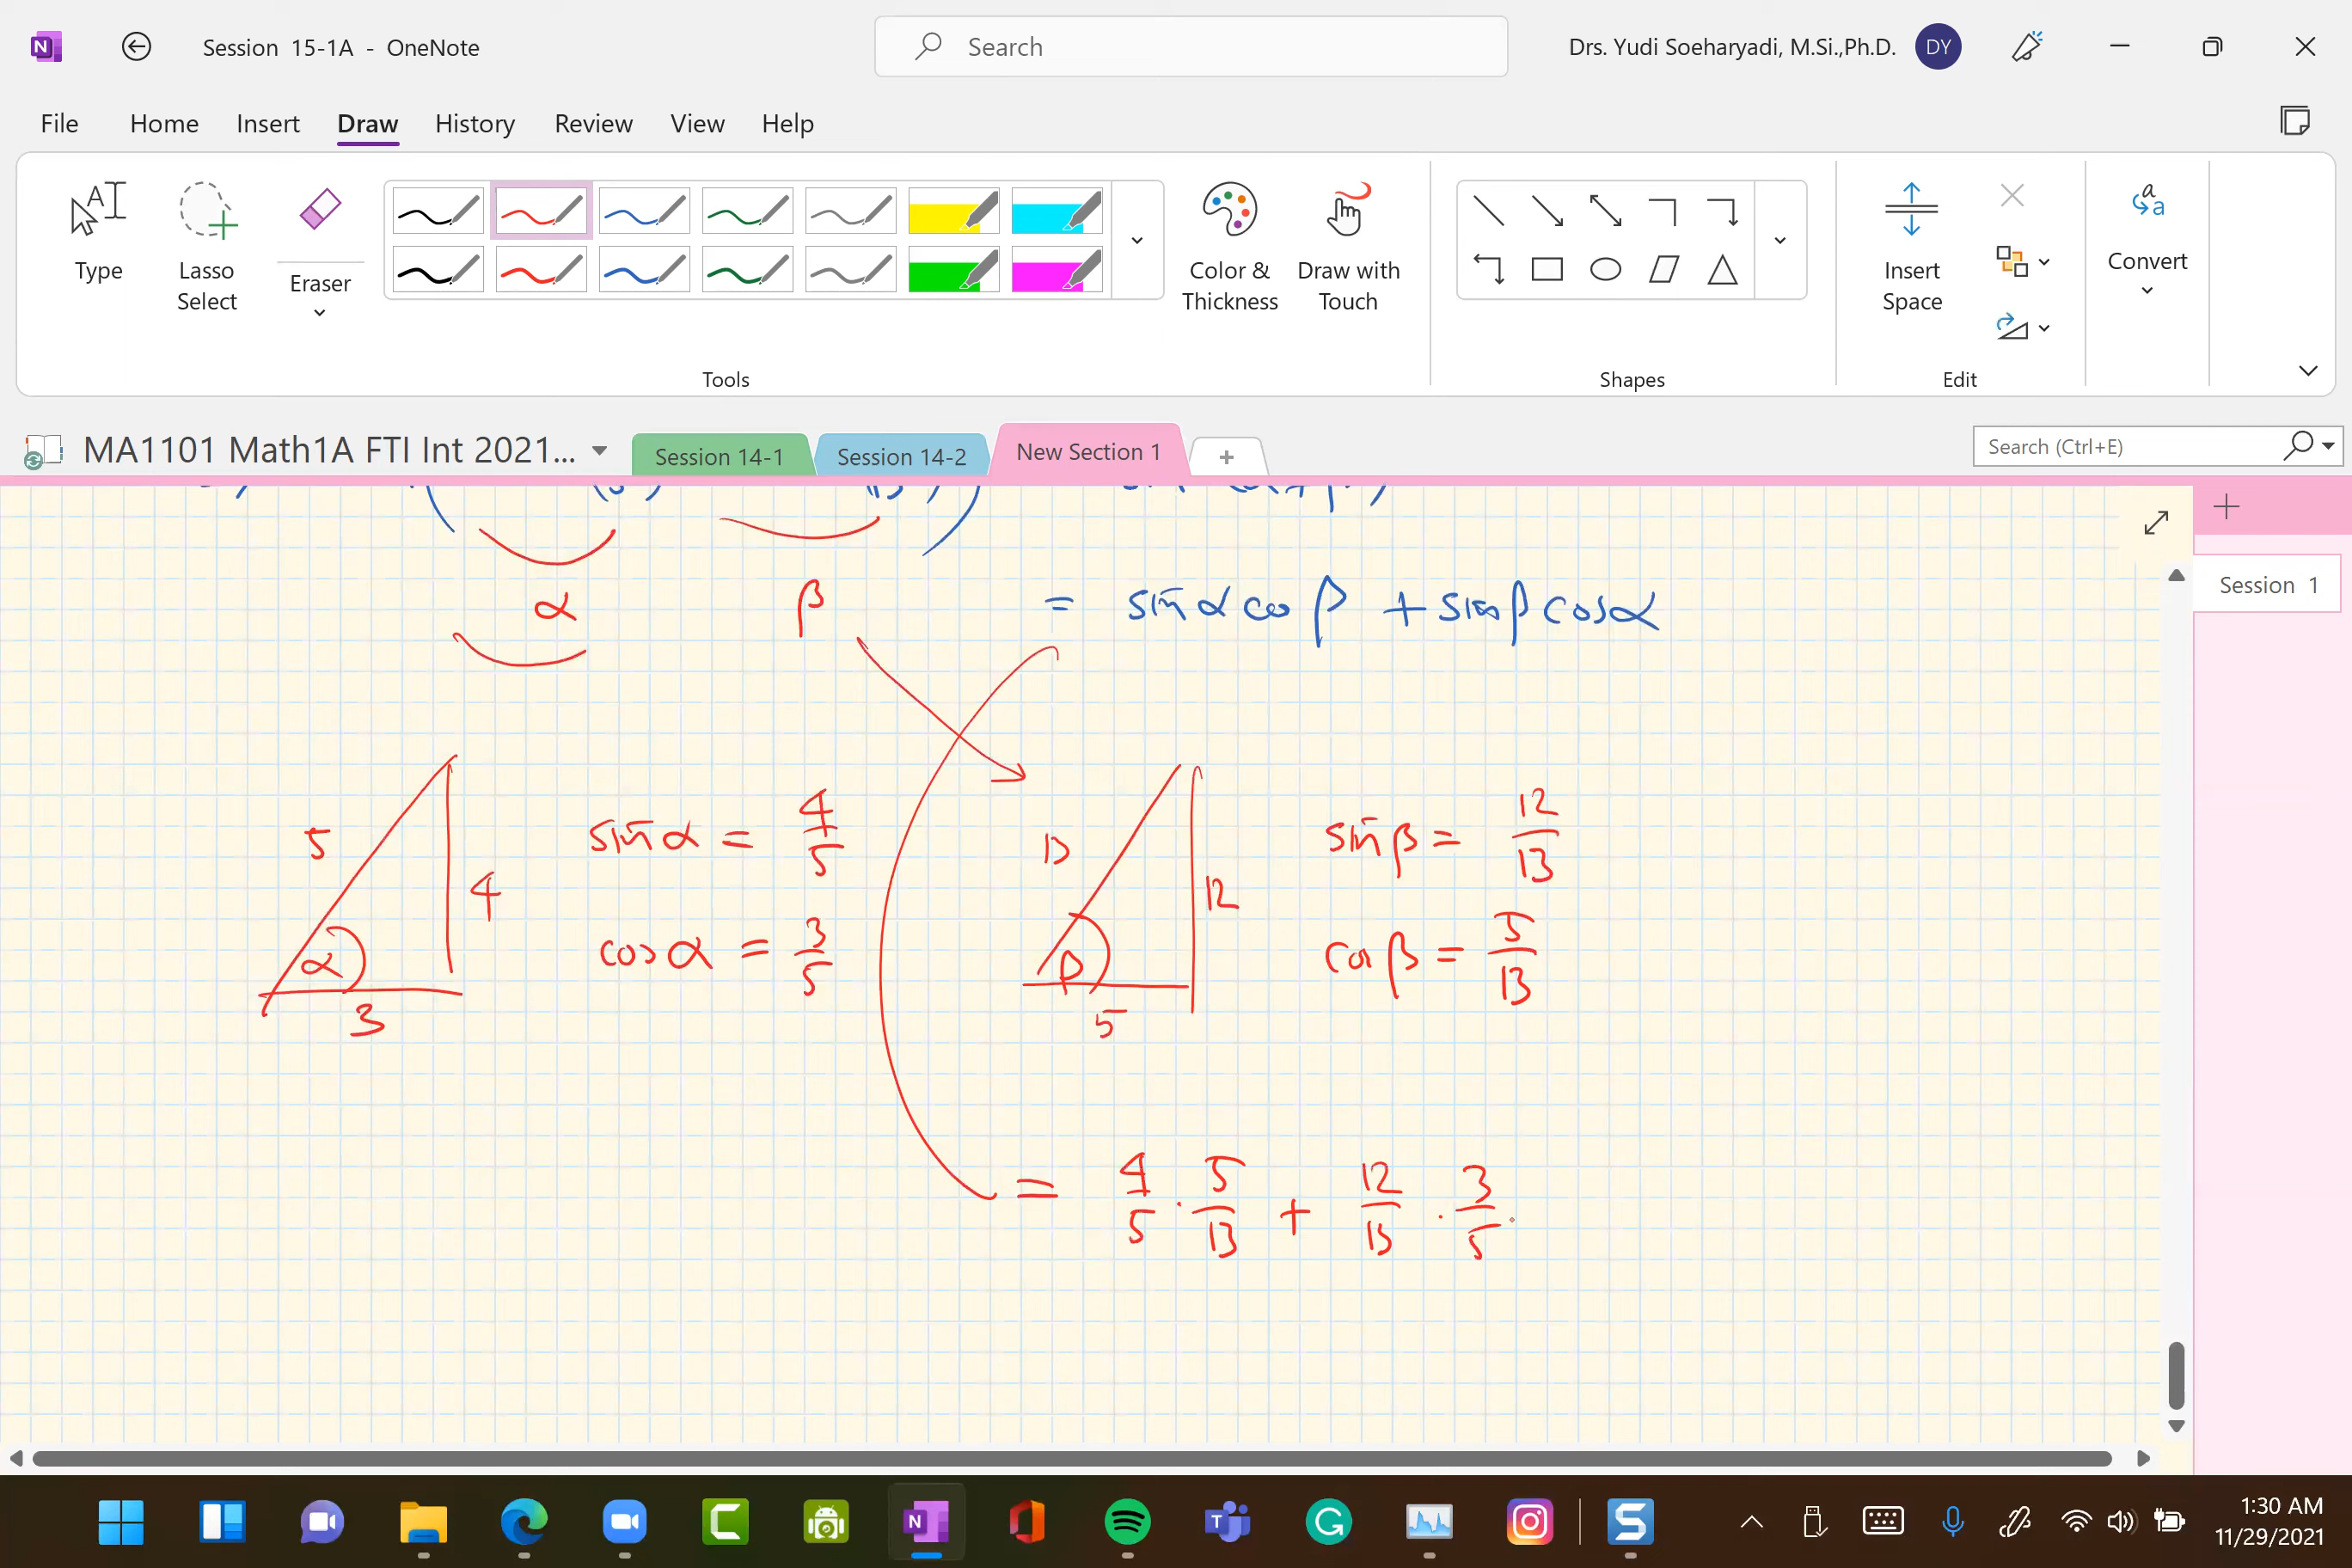 Session 15-1A - OneNote
Search
Drs. Yudi Soeharyadi, M.Si.,Ph.D.
DY
File Home Insert Draw History Review View Help
Type
Lasso Select
Eraser
Color & Thickness
Draw with Touch
Insert Space
Convert
Tools
Shapes
Edit
MA1101 Math1A FTI Int 2021...
Session 14-1
Session 14-2
New Section 1
Search (Ctrl+E)
Session 1
α β = sin α cos β + sin β cos α
5 4 α 3
sin α = 4/5
cos α = 3/5
13 12 β 5
sin β = 12/13
cos β = 5/13
= 4/5 · 5/13 + 12/13 · 3/5
1:30 AM
11/29/2021